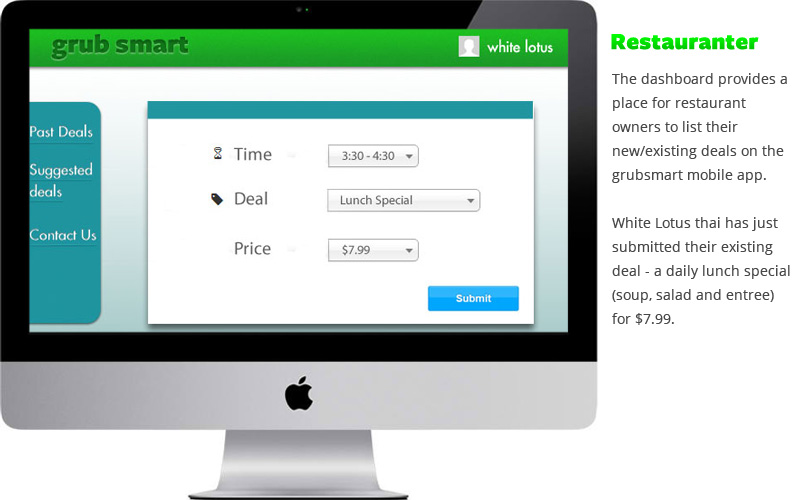 grub smart
white lotus
Past Deals
Suggested
deals
Contact Us
Time
3:30 - 4:30
Deal
Lunch Special
Price
$7.99
Submit
Restauranter
The dashboard provides a
place for restaurant
owners to list their
new/existing deals on the
grubsmart mobile app.
White Lotus thai has just
submitted their existing
deal - a daily lunch special
(soup, salad and entree)
for $7.99.